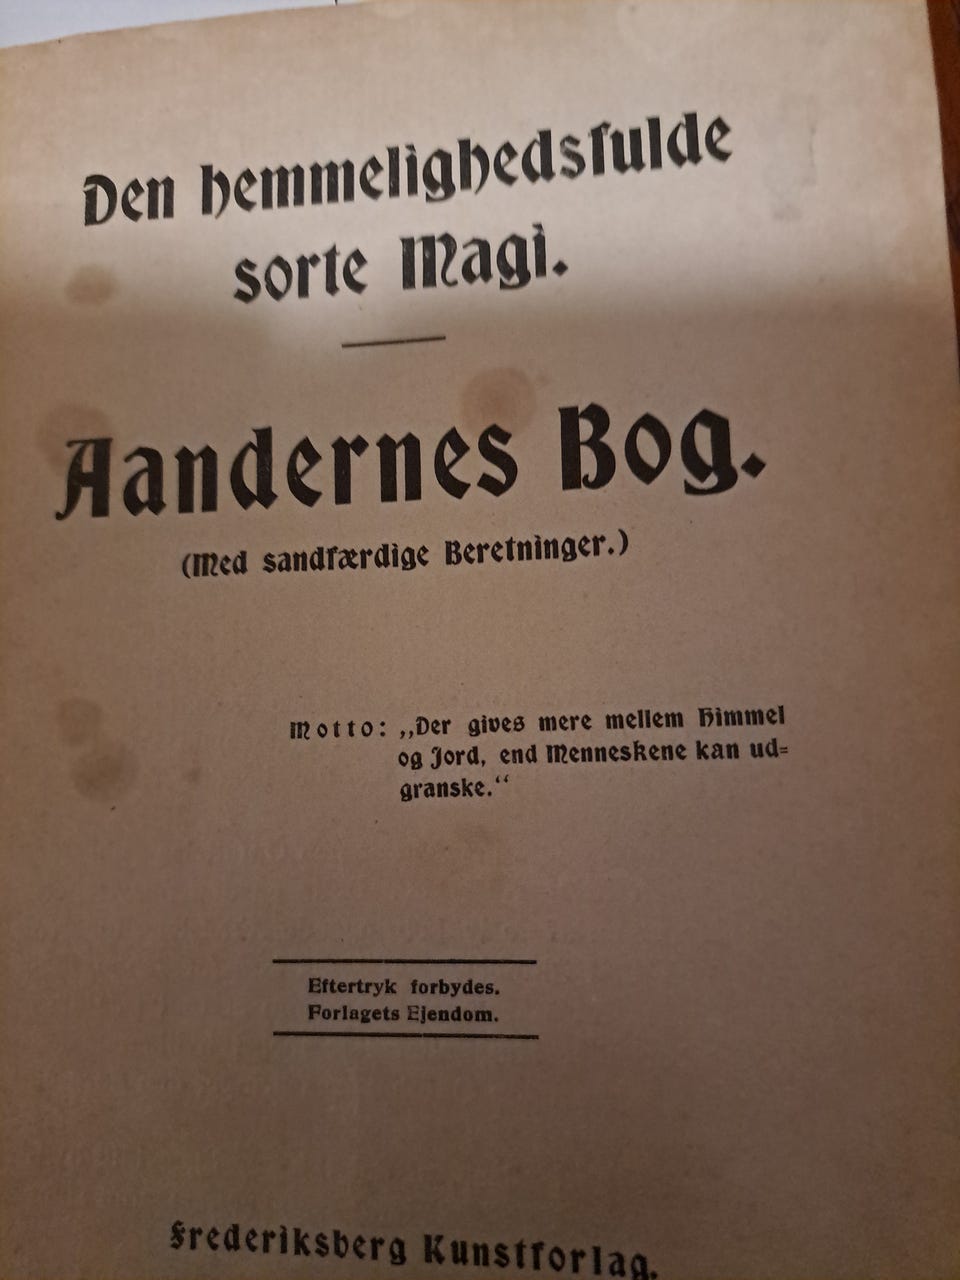 Den hemmelighedsfulde
sorte Magi.
Aandernes Bog.
(Med sandfærdige Beretninger.)
Motto: „Der gives mere mellem Himmel
og Jord, end Menneskene kan ud=
granske.“
Eftertryk forbydes.
Forlagets Ejendom.
Frederiksberg Kunstforlag.